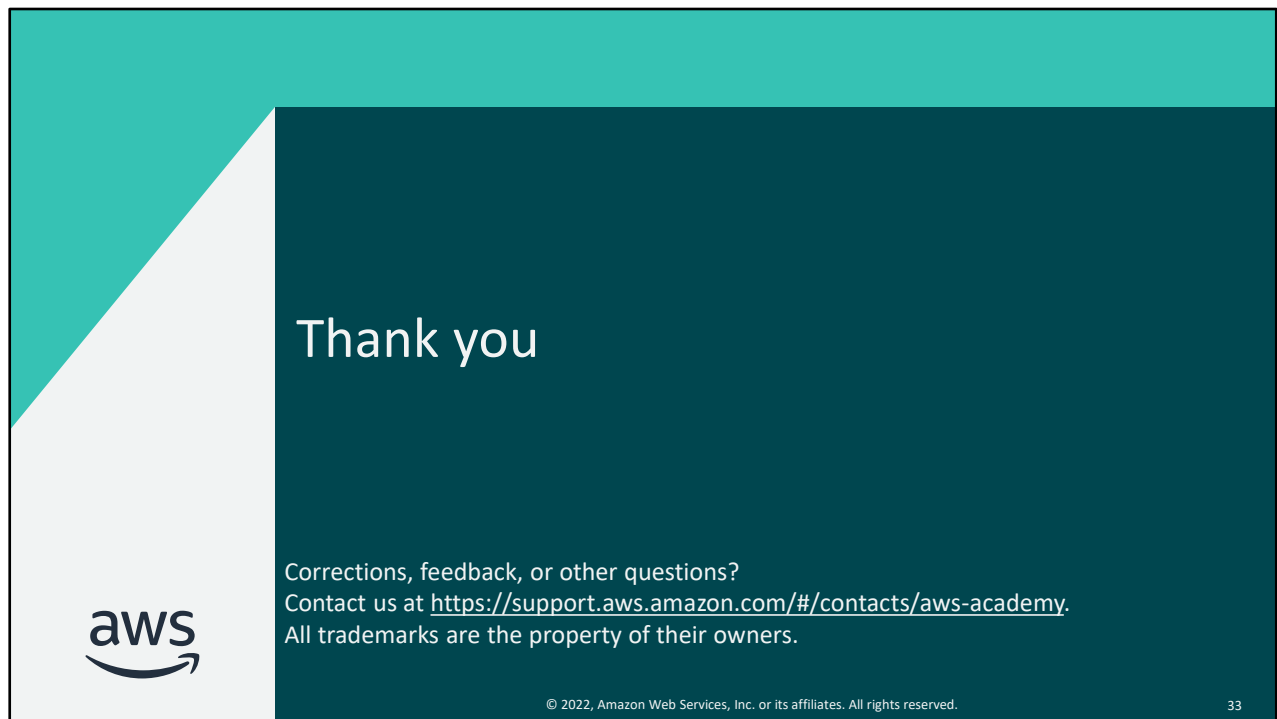 Thank you
Corrections, feedback, or other questions?
Contact us at https://support.aws.amazon.com/#/contacts/aws-academy.
All trademarks are the property of their owners.
aws
© 2022, Amazon Web Services, Inc. or its affiliates. All rights reserved.
33